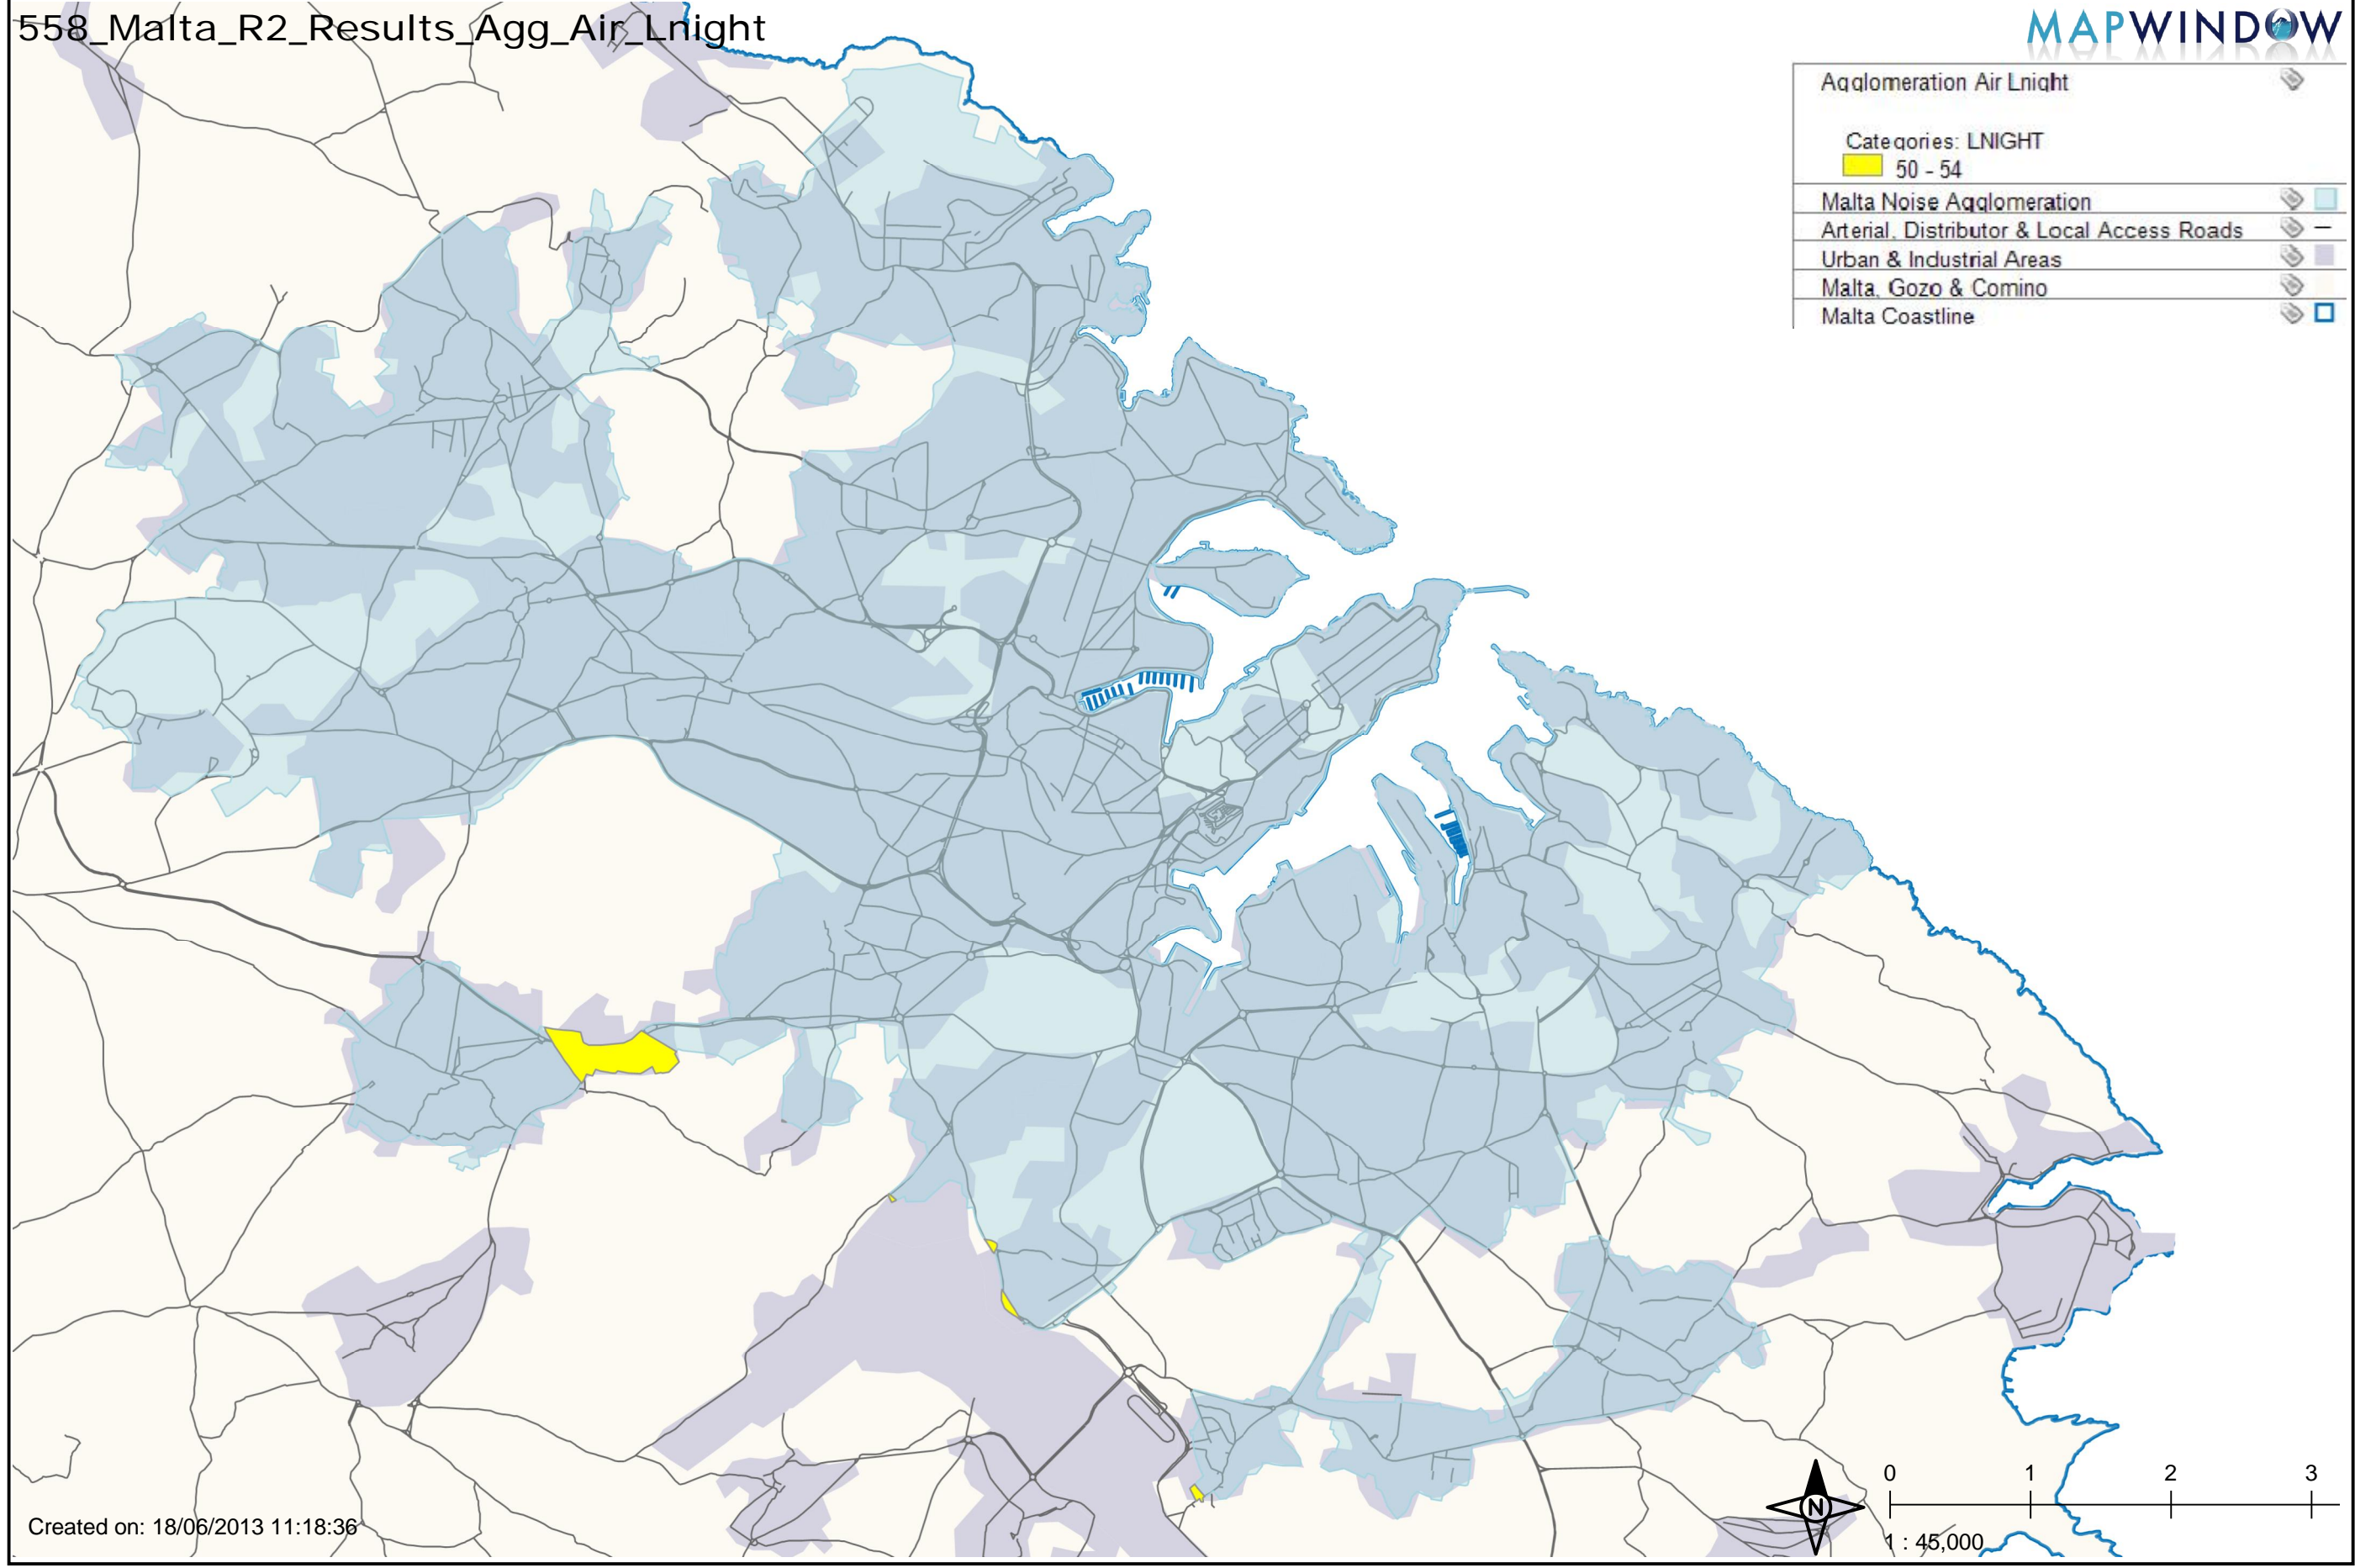 558_Malta_R2_Results_Agg_Air_Lnight
MAPWINDOW
Agglomeration Air Lnight
Categories: LNIGHT
50 - 54
Malta Noise Agglomeration
Arterial, Distributor & Local Access Roads
Urban & Industrial Areas
Malta, Gozo & Comino
Malta Coastline
0 1 2 3
N
1 : 45,000
Created on: 18/06/2013 11:18:36